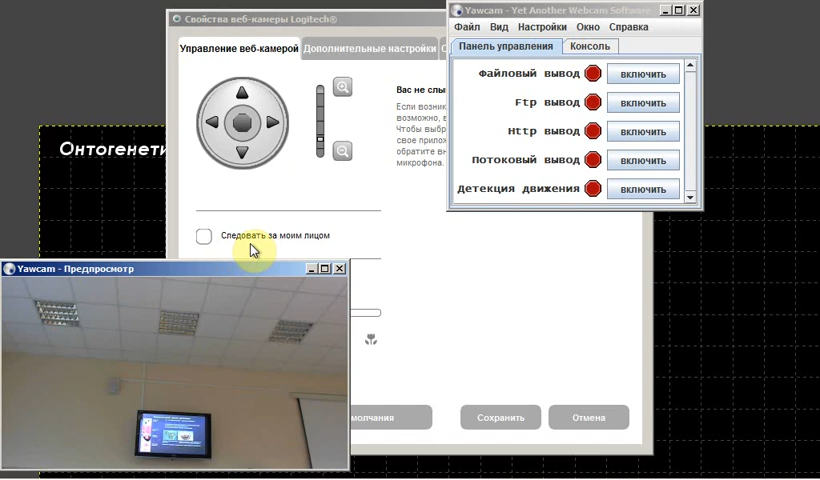 Свойства веб-камеры Logitech®
Управление веб-камерой
Дополнительные настройки
Вас не слы
Если возник
возможно, в
Чтобы выбр
свое прилож
обратите вн
микрофона.
Следовать за моим лицом
молчания
Сохранить
Отмена
Yawcam - Yet Another Webcam Software
Файл Вид Настройки Окно Справка
Панель управления
Консоль
Файловый вывод включить
Ftp вывод включить
Http вывод включить
Потоковый вывод включить
Детекция движения включить
Онтогенети
Yawcam - Предпросмотр